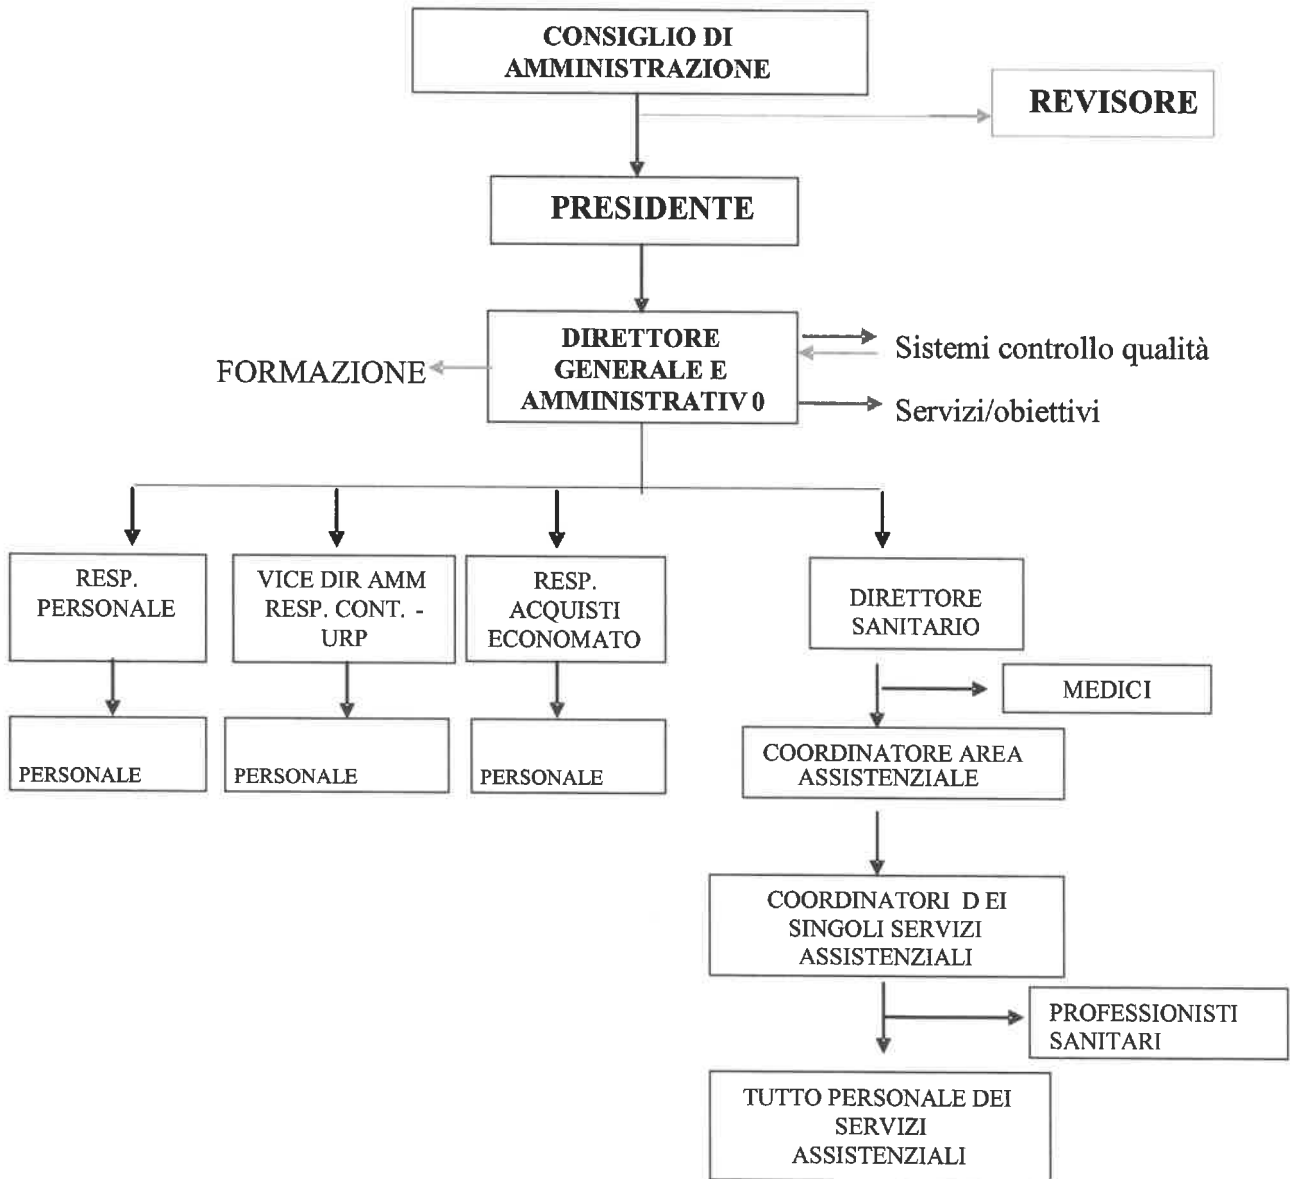 CONSIGLIO DI
AMMINISTRAZIONE
REVISORE
PRESIDENTE
DIRETTORE
GENERALE E
AMMINISTRATIV 0
FORMAZIONE
Sistemi controllo qualità
Servizi/obiettivi
RESP.
PERSONALE
VICE DIR AMM
RESP. CONT. -
URP
RESP.
ACQUISTI
ECONOMATO
DIRETTORE
SANITARIO
MEDICI
PERSONALE
PERSONALE
PERSONALE
COORDINATORE AREA
ASSISTENZIALE
COORDINATORI D EI
SINGOLI SERVIZI
ASSISTENZIALI
PROFESSIONISTI
SANITARI
TUTTO PERSONALE DEI
SERVIZI
ASSISTENZIALI